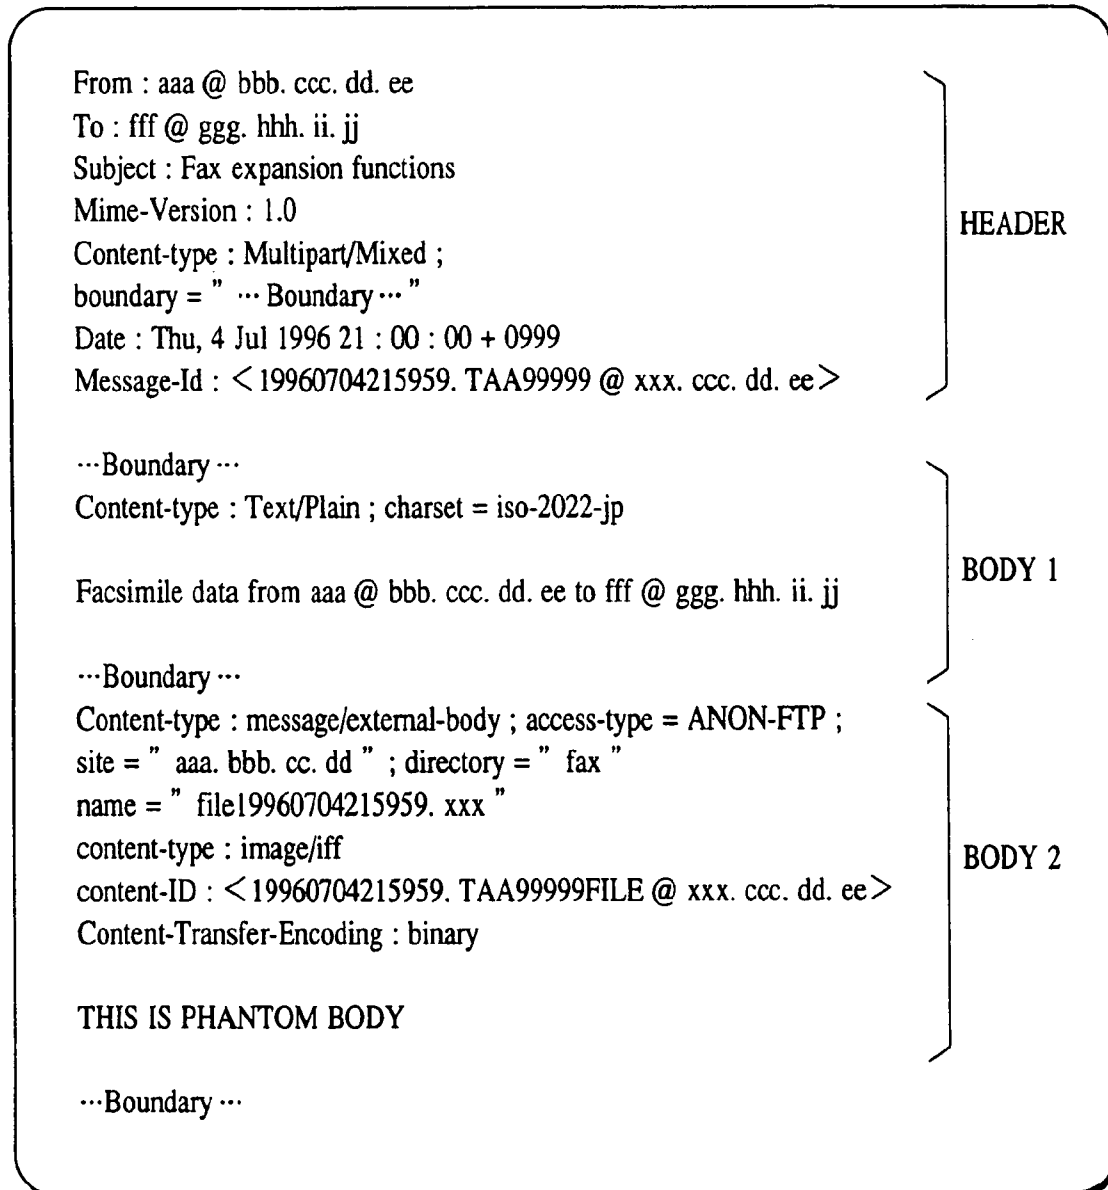 From : aaa @ bbb. ccc. dd. ee
To : fff @ ggg. hhh. ii. jj
Subject : Fax expansion functions
Mime-Version : 1.0
HEADER
Content-type : Multipart/Mixed ;
boundary = " ··· Boundary ··· "
Date : Thu, 4 Jul 1996 21 : 00 : 00 + 0999
Message-Id : <19960704215959. TAA99999 @ xxx. ccc. dd. ee>
···Boundary ···
Content-type : Text/Plain ; charset = iso-2022-jp
BODY 1
Facsimile data from aaa @ bbb. ccc. dd. ee to fff @ ggg. hhh. ii. jj
···Boundary ···
Content-type : message/external-body ; access-type = ANON-FTP ;
site = " aaa. bbb. cc. dd " ; directory = " fax "
name = " file19960704215959. xxx "
content-type : image/iff
BODY 2
content-ID : <19960704215959. TAA99999FILE @ xxx. ccc. dd. ee>
Content-Transfer-Encoding : binary
THIS IS PHANTOM BODY
···Boundary ···